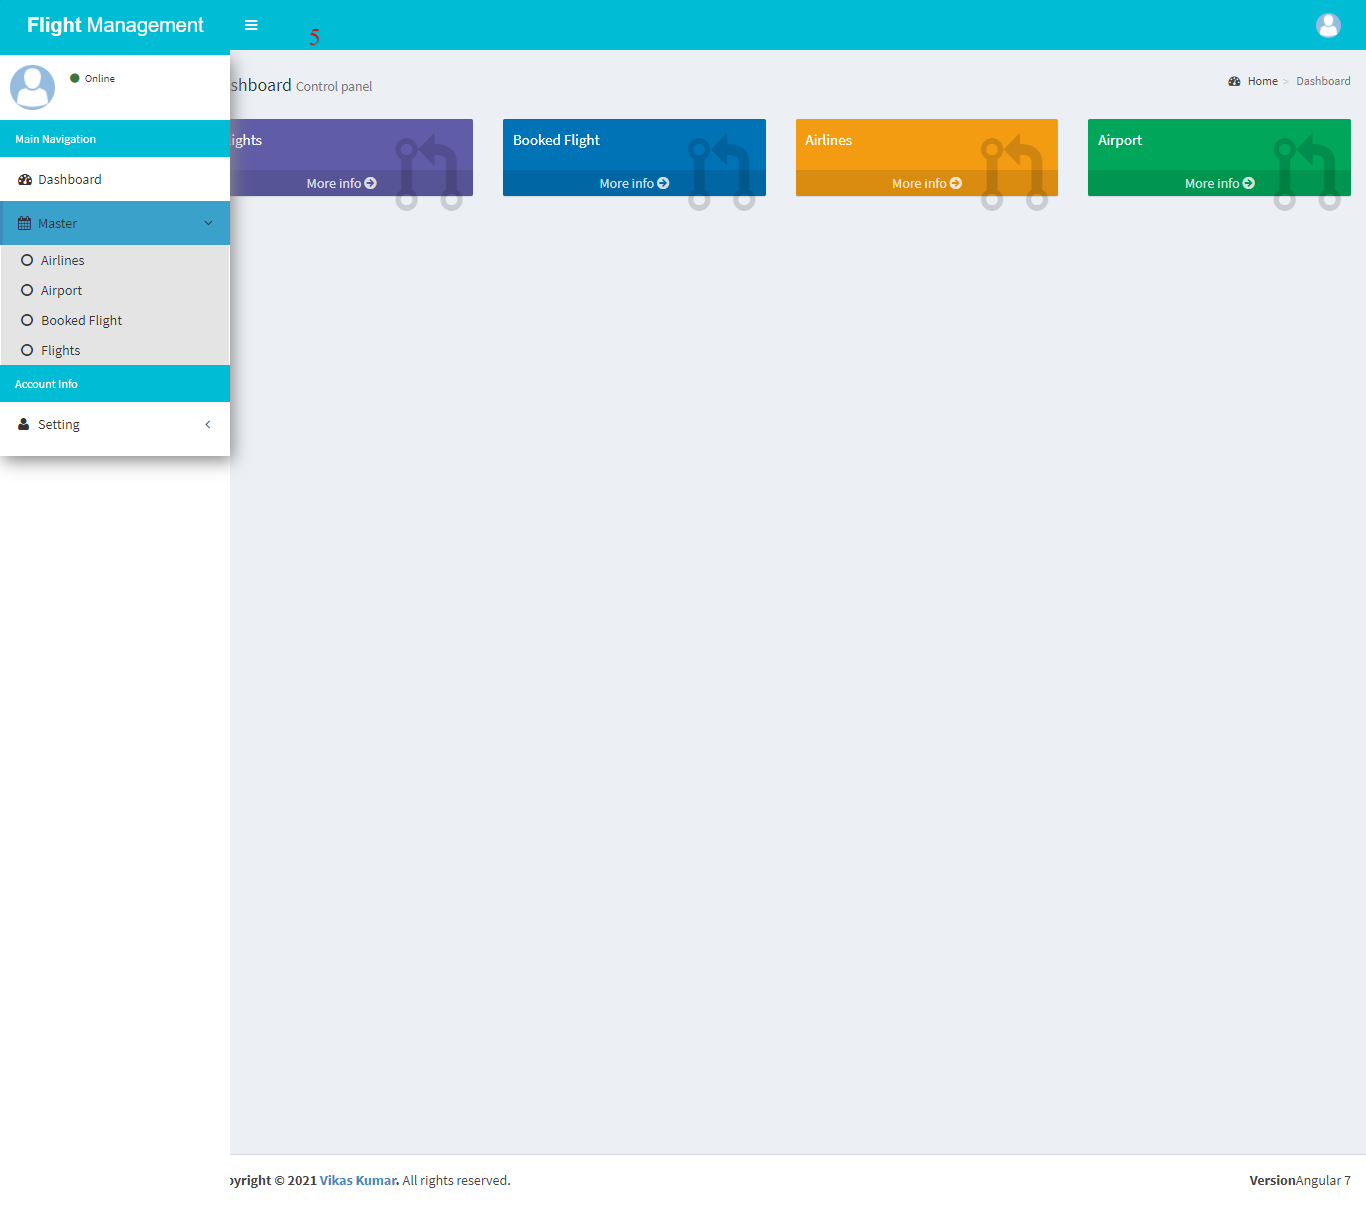 Flight Management
5
Online
shboard Control panel
Home > Dashboard
Main Navigation
Dashboard
Master
Airlines
Airport
Booked Flight
Flights
Account Info
Setting
ights
More info
Booked Flight
More info
Airlines
More info
Airport
More info
pyright © 2021 Vikas Kumar. All rights reserved.
VersionAngular 7